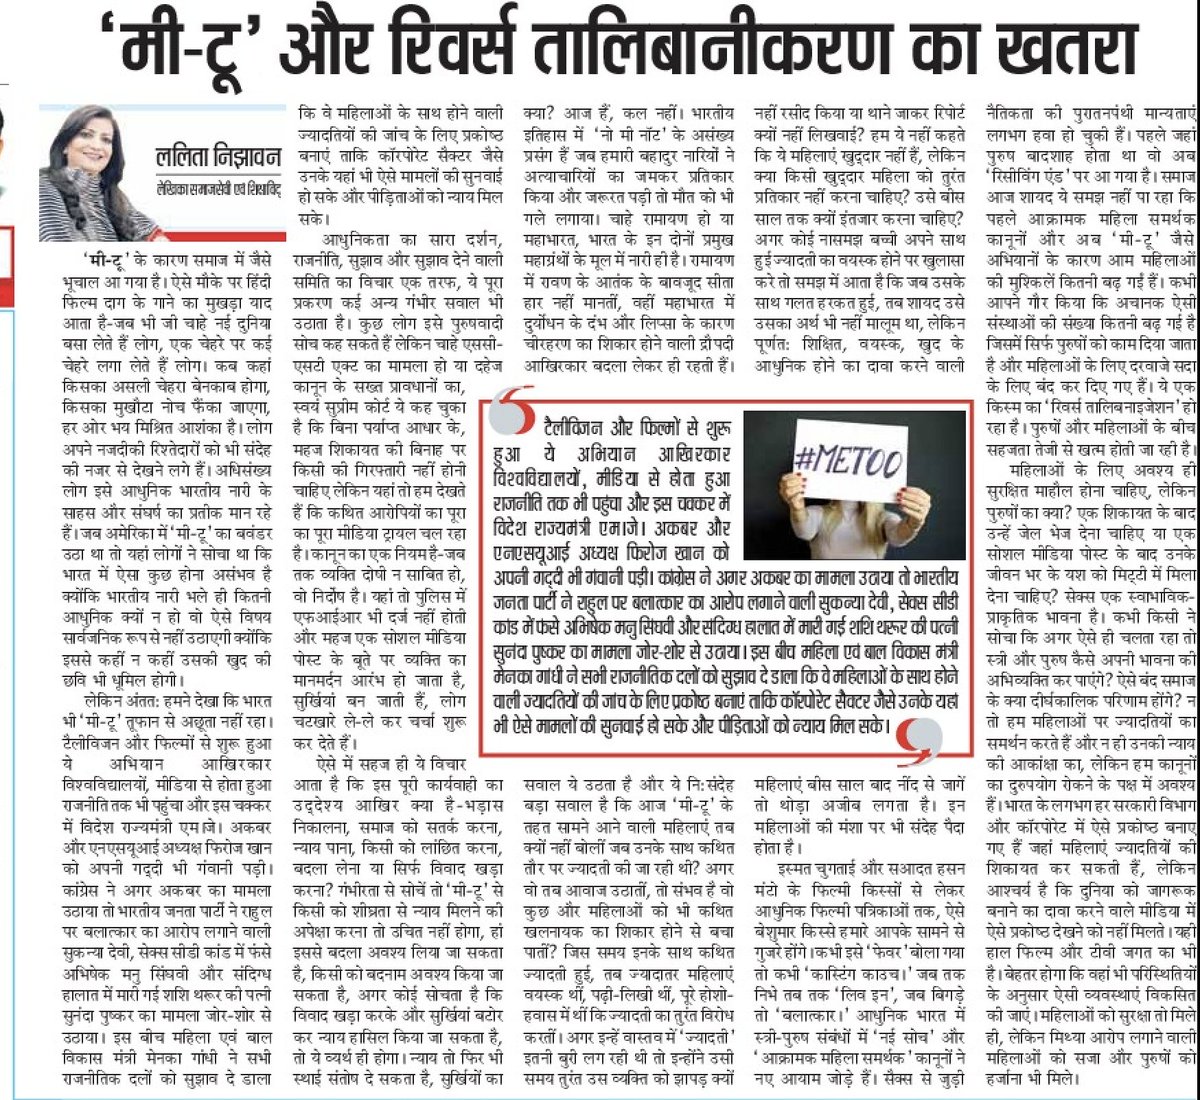 ‘मी-टू’ और रिवर्स तालिबानीकरण का खतरा
ललिता निझावन
लेखिका समाजसेवी एवं शिक्षाविद्
‘मी-टू’ के कारण समाज में जैसे
भूचाल आ गया है। ऐसे मौके पर हिंदी
फिल्म दाग के गाने का मुखड़ा याद
आता है-जब भी जी चाहे नई दुनिया
बसा लेते हैं लोग, एक चेहरे पर कई
चेहरे लगा लेते हैं लोग। कब कहां
किसका असली चेहरा बेनकाब होगा,
किसका मुखौटा नोच फैंका जाएगा,
हर ओर भय मिश्रित आशंका है। लोग
अपने नजदीकी रिश्तेदारों को भी संदेह
की नजर से देखने लगे हैं। अधिसंख्य
लोग इसे आधुनिक भारतीय नारी के
साहस और संघर्ष का प्रतीक मान रहे
हैं। जब अमेरिका में ‘मी-टू’ का बवंडर
उठा था तो यहां लोगों ने सोचा था कि
भारत में ऐसा कुछ होना असंभव है
क्योंकि भारतीय नारी भले ही कितनी
आधुनिक क्यों न हो वो ऐसे विषय
सार्वजनिक रूप से नहीं उठाएगी क्योंकि
इससे कहीं न कहीं उसकी खुद की
छवि भी धूमिल होगी।
लेकिन अंतत: हमने देखा कि भारत
भी ‘मी-टू’ तूफान से अछूता नहीं रहा।
टैलीविजन और फिल्मों से शुरू हुआ
ये अभियान आखिरकार
विश्वविद्यालयों, मीडिया से होता हुआ
राजनीति तक भी पहुंचा और इस चक्कर
में विदेश राज्यमंत्री एम।जे। अकबर
और एनएसयूआई अध्यक्ष फिरोज खान
को अपनी गद्दी भी गंवानी पड़ी।
कांग्रेस ने अगर अकबर का मामला
उठाया तो भारतीय जनता पार्टी ने राहुल
पर बलात्कार का आरोप लगाने वाली
सुकन्या देवी, सेक्स सीडी कांड में फंसे
अभिषेक मनु सिंघवी और संदिग्ध
हालात में मारी गई शशि थरूर की पत्नी
सुनंदा पुष्कर का मामला जोर-शोर से
उठाया। इस बीच महिला एवं बाल
विकास मंत्री मेनका गांधी ने सभी
राजनीतिक दलों को सुझाव दे डाला
कि वे महिलाओं के साथ होने वाली
ज्यादतियों की जांच के लिए प्रकोष्ठ
बनाएं ताकि कॉरपोरेट सैक्टर जैसे
उनके यहां भी ऐसे मामलों की सुनवाई
हो सके और पीड़िताओं को न्याय मिल
सके।
आधुनिकता का सारा दर्शन,
राजनीति, सुझाव और सुझाव देने वाली
समिति का विचार एक तरफ, ये पूरा
प्रकरण कई अन्य गंभीर सवाल भी
उठाता है। कुछ लोग इसे पुरुषवादी
सोच कह सकते हैं लेकिन चाहे एससी-
एसटी एक्ट का मामला हो या दहेज
कानून के सख्त प्रावधानों का,
स्वयं सुप्रीम कोर्ट ये कह चुका
है कि बिना पर्याप्त आधार के,
महज शिकायत की बिनाह पर
किसी की गिरफ्तारी नहीं होनी
चाहिए लेकिन यहां तो हम देखते
हैं कि कथित आरोपियों का पूरा
का पूरा मीडिया ट्रायल चल रहा
है। कानून का एक नियम है-जब
तक व्यक्ति दोषी न साबित हो,
वो निर्दोष है। यहां तो पुलिस में
एफआईआर भी दर्ज नहीं होती
और महज एक सोशल मीडिया
पोस्ट के बूते पर व्यक्ति का
मानमर्दन आरंभ हो जाता है,
सुर्खियां बन जाती हैं, लोग
चटखारे ले-ले कर चर्चा शुरू
कर देते हैं।
ऐसे में सहज ही ये विचार
आता है कि इस पूरी कार्यवाही का
उद्देश्य आखिर क्या है-भड़ास
निकालना, समाज को सतर्क करना,
न्याय पाना, किसी को लांछित करना,
बदला लेना या सिर्फ विवाद खड़ा
करना? गंभीरता से सोचें तो ‘मी-टू’ से
किसी को शीघ्रता से न्याय मिलने की
अपेक्षा करना तो उचित नहीं होगा, हां
इससे बदला अवश्य लिया जा सकता
है, किसी को बदनाम अवश्य किया जा
सकता है, अगर कोई सोचता है कि
विवाद खड़ा करके और सुर्खियां बटोर
कर न्याय हासिल किया जा सकता है,
तो ये व्यर्थ ही होगा। न्याय तो फिर भी
स्थाई संतोष दे सकता है, सुर्खियों का
क्या? आज हैं, कल नहीं। भारतीय
इतिहास में ‘नो मी नॉट’ के असंख्य
प्रसंग हैं जब हमारी बहादुर नारियों ने
अत्याचारियों का जमकर प्रतिकार
किया और जरूरत पड़ी तो मौत को भी
गले लगाया। चाहे रामायण हो या
महाभारत, भारत के इन दोनों प्रमुख
महाग्रंथों के मूल में नारी ही है। रामायण
में रावण के आतंक के बावजूद सीता
हार नहीं मानतीं, वहीं महाभारत में
दुर्योधन के दंभ और लिप्सा के कारण
चीरहरण का शिकार होने वाली द्रौपदी
आखिरकार बदला लेकर ही रहती हैं।
टैलीविजन और फिल्मों से शुरू
हुआ ये अभियान आखिरकार
विश्वविद्यालयों, मीडिया से होता हुआ
राजनीति तक भी पहुंचा और इस चक्कर में
विदेश राज्यमंत्री एम।जे। अकबर और
एनएसयूआई अध्यक्ष फिरोज खान को
अपनी गद्दी भी गंवानी पड़ी। कांग्रेस ने अगर अकबर का मामला उठाया तो भारतीय
जनता पार्टी ने राहुल पर बलात्कार का आरोप लगाने वाली सुकन्या देवी, सेक्स सीडी
कांड में फंसे अभिषेक मनु सिंघवी और संदिग्ध हालात में मारी गई शशि थरूर की पत्नी
सुनंदा पुष्कर का मामला जोर-शोर से उठाया। इस बीच महिला एवं बाल विकास मंत्री
मेनका गांधी ने सभी राजनीतिक दलों को सुझाव दे डाला कि वे महिलाओं के साथ होने
वाली ज्यादतियों की जांच के लिए प्रकोष्ठ बनाएं ताकि कॉरपोरेट सैक्टर जैसे उनके यहां
भी ऐसे मामलों की सुनवाई हो सके और पीड़िताओं को न्याय मिल सके।
#METOO
सवाल ये उठता है और ये नि:संदेह
बड़ा सवाल है कि आज ‘मी-टू’ के
तहत सामने आने वाली महिलाएं तब
क्यों नहीं बोलीं जब उनके साथ कथित
तौर पर ज्यादती की जा रही थी? अगर
वो तब आवाज उठातीं, तो संभव है वो
कुछ और महिलाओं को भी कथित
खलनायक का शिकार होने से बचा
पातीं? जिस समय इनके साथ कथित
ज्यादती हुई, तब ज्यादातर महिलाएं
वयस्क थीं, पढ़ी-लिखी थीं, पूरे होशो-
हवास में थीं कि ज्यादती का तुरंत विरोध
करतीं। अगर इन्हें वास्तव में ‘ज्यादती’
इतनी बुरी लग रही थी तो इन्होंने उसी
समय तुरंत उस व्यक्ति को झापड़ क्यों
नहीं रसीद किया या थाने जाकर रिपोर्ट
क्यों नहीं लिखवाई? हम ये नहीं कहते
कि ये महिलाएं खुद्दार नहीं हैं, लेकिन
क्या किसी खुद्दार महिला को तुरंत
प्रतिकार नहीं करना चाहिए? उसे बीस
साल तक क्यों इंतजार करना चाहिए?
अगर कोई नासमझ बच्ची अपने साथ
हुई ज्यादती का वयस्क होने पर खुलासा
करे तो समझ में आता है कि जब उसके
साथ गलत हरकत हुई, तब शायद उसे
उसका अर्थ भी नहीं मालूम था, लेकिन
पूर्णत: शिक्षित, वयस्क, खुद के
आधुनिक होने का दावा करने वाली
महिलाएं बीस साल बाद नींद से जागें
तो थोड़ा अजीब लगता है। इन
महिलाओं की मंशा पर भी संदेह पैदा
होता है।
इस्मत चुगताई और सआदत हसन
मंटो के फिल्मी किस्सों से लेकर
आधुनिक फिल्मी पत्रिकाओं तक, ऐसे
बेशुमार किस्से हमारे आपके सामने से
गुजरे होंगे। कभी इसे ‘फेवर’ बोला गया
तो कभी ‘कास्टिंग काउच।’ जब तक
निभे तब तक ‘लिव इन’, जब बिगड़े
तो ‘बलात्कार।’ आधुनिक भारत में
स्त्री-पुरुष संबंधों में ‘नई सोच’ और
‘आक्रामक महिला समर्थक’ कानूनों ने
नए आयाम जोड़े हैं। सैक्स से जुड़ी
नैतिकता की पुरातनपंथी मान्यताएं
लगभग हवा हो चुकी हैं। पहले जहां
पुरुष बादशाह होता था वो अब
‘रिसीविंग एंड’ पर आ गया है। समाज
आज शायद ये समझ नहीं पा रहा कि
पहले आक्रामक महिला समर्थक
कानूनों और अब ‘मी-टू’ जैसे
अभियानों के कारण आम महिलाओं
की मुश्किलें कितनी बढ़ गई हैं। कभी
आपने गौर किया कि अचानक ऐसी
संस्थाओं की संख्या कितनी बढ़ गई है
जिसमें सिर्फ पुरुषों को काम दिया जाता
है और महिलाओं के लिए दरवाजे सदा
के लिए बंद कर दिए गए हैं। ये एक
किस्म का ‘रिवर्स तालिबनाइजेशन’ हो
रहा है। पुरुषों और महिलाओं के बीच
सहजता तेजी से खत्म होती जा रही है।
महिलाओं के लिए अवश्य ही
सुरक्षित माहौल होना चाहिए, लेकिन
पुरुषों का क्या? एक शिकायत के बाद
उन्हें जेल भेज देना चाहिए या एक
सोशल मीडिया पोस्ट के बाद उनके
जीवन भर के यश को मिट्टी में मिला
देना चाहिए? सेक्स एक स्वाभाविक-
प्राकृतिक भावना है। कभी किसी ने
सोचा कि अगर ऐसे ही चलता रहा तो
स्त्री और पुरुष कैसे अपनी भावना की
अभिव्यक्ति कर पाएंगे? ऐसे बंद समाज
के क्या दीर्घकालिक परिणाम होंगे? न
तो हम महिलाओं पर ज्यादतियों का
समर्थन करते हैं और न ही उनकी न्याय
की आकांक्षा का, लेकिन हम कानूनों
का दुरुपयोग रोकने के पक्ष में अवश्य
हैं। भारत के लगभग हर सरकारी विभाग
और कॉरपोरेट में ऐसे प्रकोष्ठ बनाए
गए हैं जहां महिलाएं ज्यादतियों की
शिकायत कर सकती हैं, लेकिन
आश्चर्य है कि दुनिया को जागरूक
बनाने का दावा करने वाले मीडिया में
ऐसे प्रकोष्ठ देखने को नहीं मिलते। यही
हाल फिल्म और टीवी जगत का भी
है। बेहतर होगा कि वहां भी परिस्थितियों
के अनुसार ऐसी व्यवस्थाएं विकसित
की जाएं। महिलाओं को सुरक्षा तो मिले
ही, लेकिन मिथ्या आरोप लगाने वाली
महिलाओं को सजा और पुरुषों को
हर्जाना भी मिले।